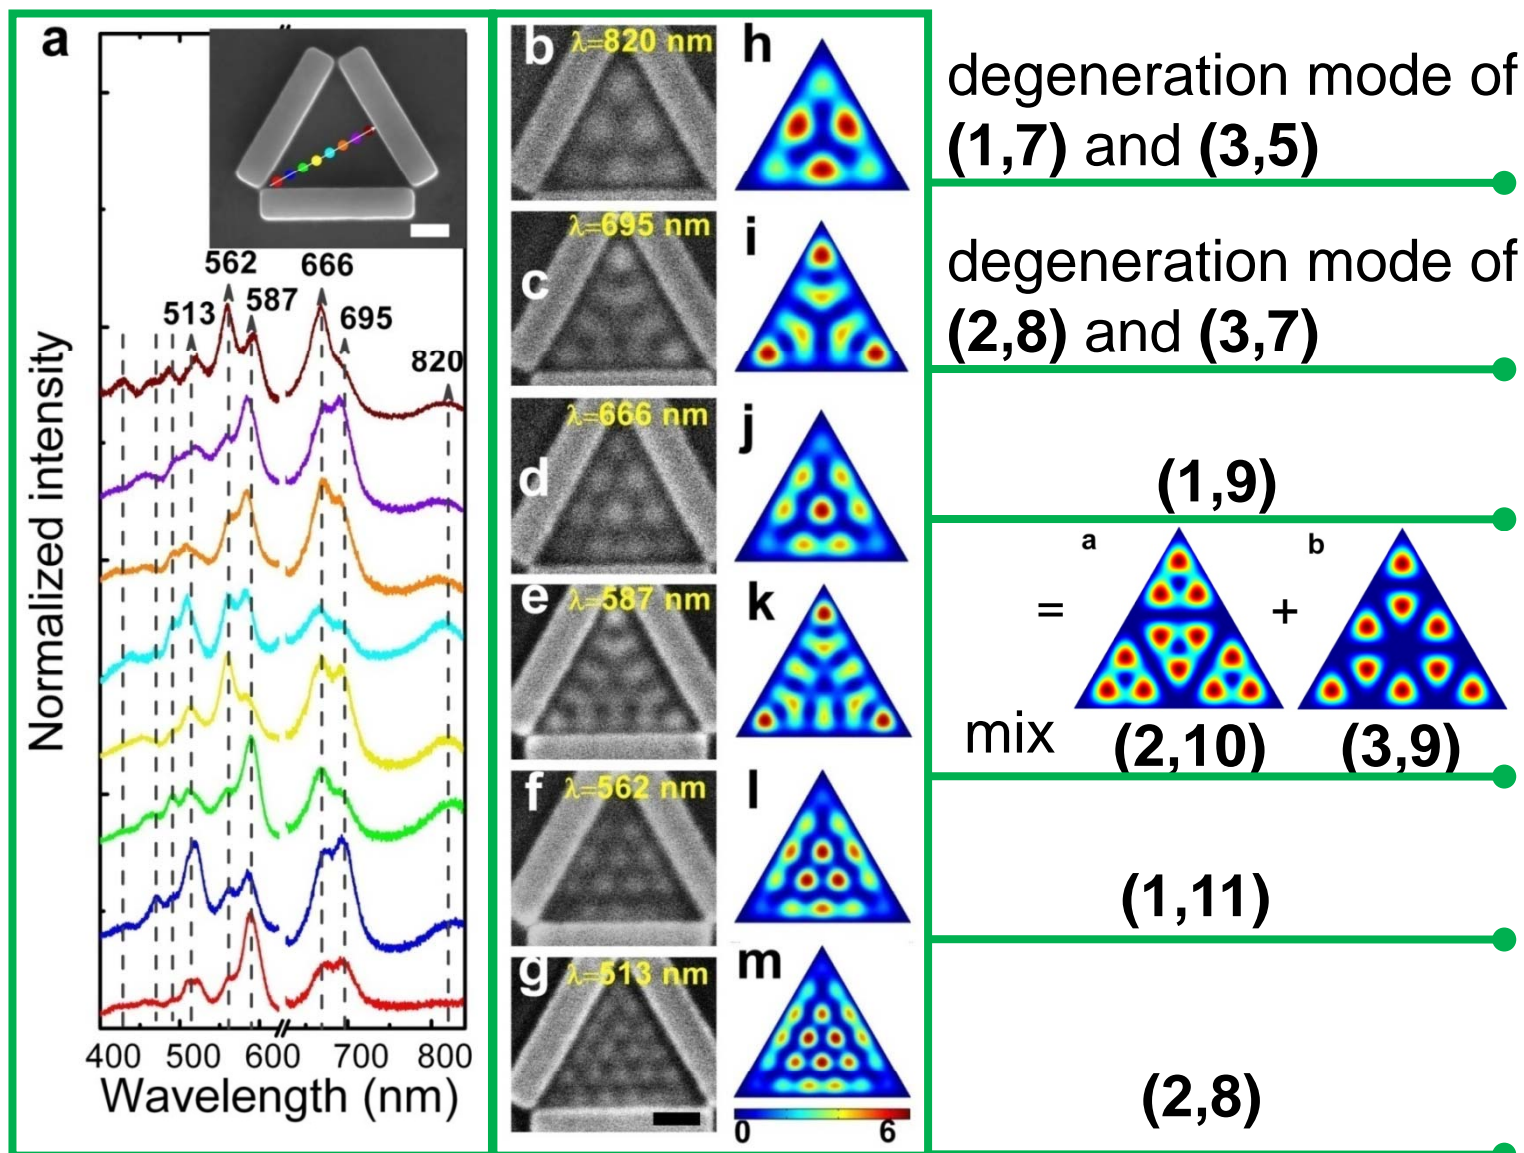 a
562
666
513
587
695
820
Normalized intensity
400 500 600 700 800
Wavelength (nm)
b
λ=820 nm
h
degeneration mode of
(1,7) and (3,5)
c
λ=695 nm
i
degeneration mode of
(2,8) and (3,7)
d
λ=666 nm
j
(1,9)
e
λ=587 nm
k
=
a
+
b
mix
(2,10)
(3,9)
f
λ=562 nm
l
(1,11)
g
λ=513 nm
m
0
6
(2,8)